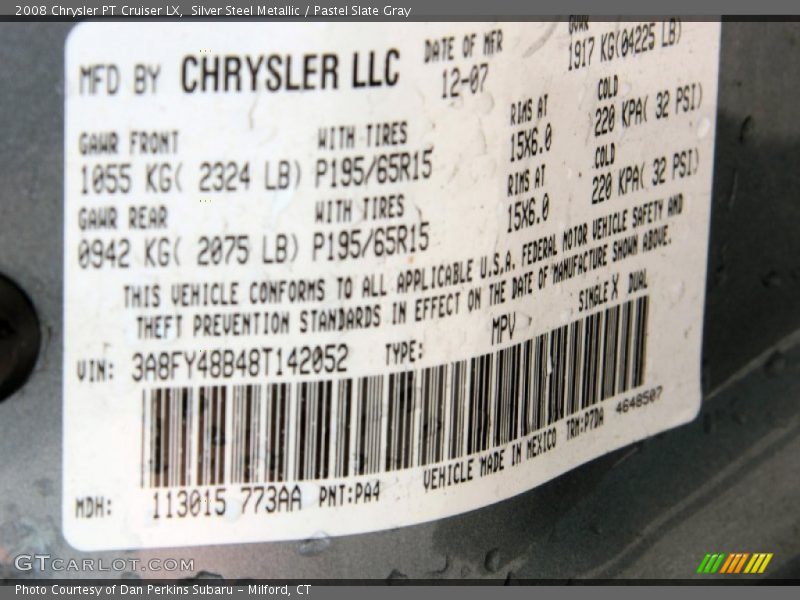 2008 Chrysler PT Cruiser LX, Silver Steel Metallic / Pastel Slate Gray
MFD BY CHRYSLER LLC DATE OF MFR GVWR
12-07 1917 KG(04225 LB)
GAWR FRONT WITH TIRES RIMS AT COLD
1055 KG( 2324 LB) P195/65R15 15X6.0 220 KPA( 32 PSI)
GAWR REAR WITH TIRES RIMS AT COLD
0942 KG( 2075 LB) P195/65R15 15X6.0 220 KPA( 32 PSI)
THIS VEHICLE CONFORMS TO ALL APPLICABLE U.S.A. FEDERAL MOTOR VEHICLE SAFETY AND
THEFT PREVENTION STANDARDS IN EFFECT ON THE DATE OF MANUFACTURE SHOWN ABOVE.
VIN: 3A8FY48B48T142052 TYPE: MPV SINGLE X DUAL
MDH: 113015 773AA PNT:PA4 VEHICLE MADE IN MEXICO TRM:P7DA 4648507
GTCARLOT.COM
Photo Courtesy of Dan Perkins Subaru - Milford, CT